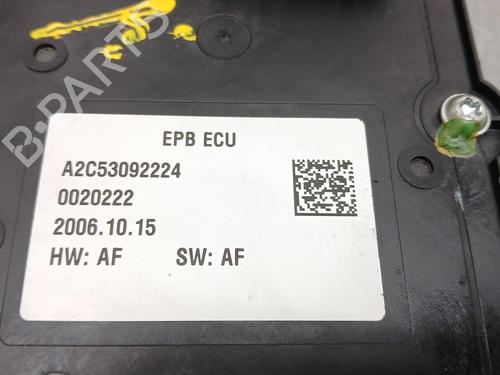 B-PARTS
EPB ECU
A2C53092224
0020222
2006.10.15
HW: AF SW: AF